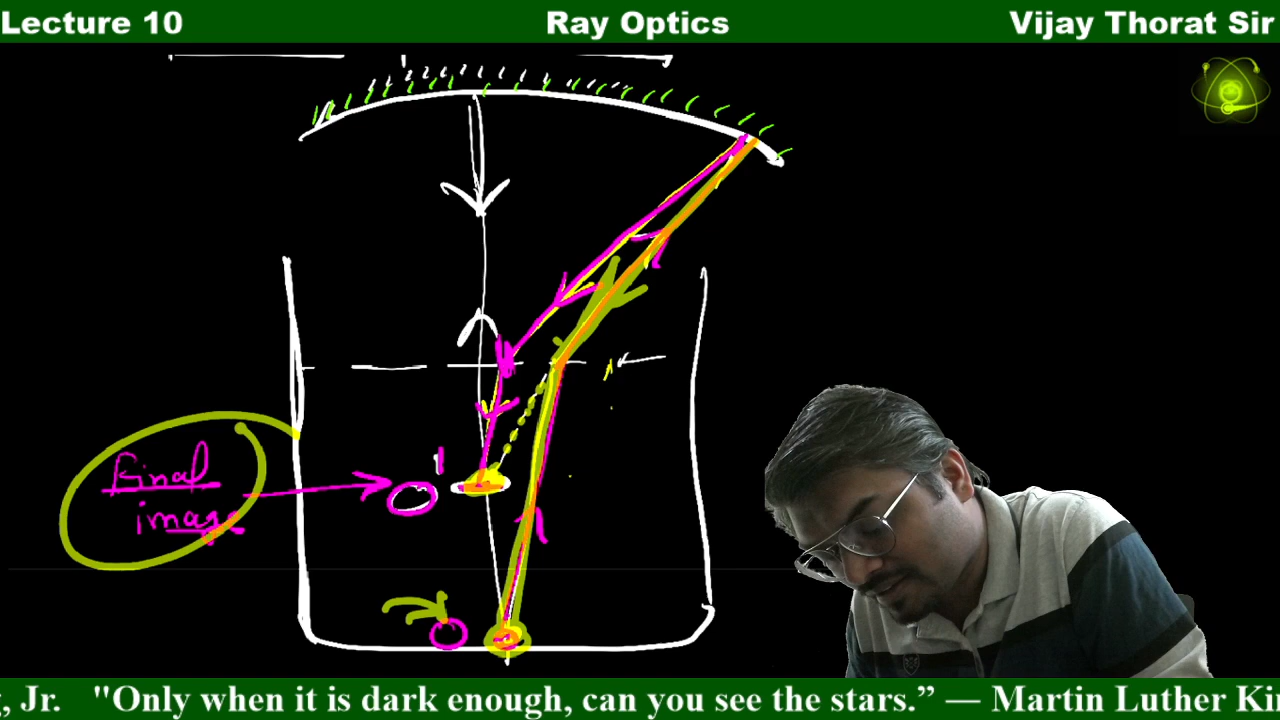 Lecture 10
Ray Optics
Vijay Thorat Sir
Final
image
O'
O
, Jr. "Only when it is dark enough, can you see the stars.” — Martin Luther Ki